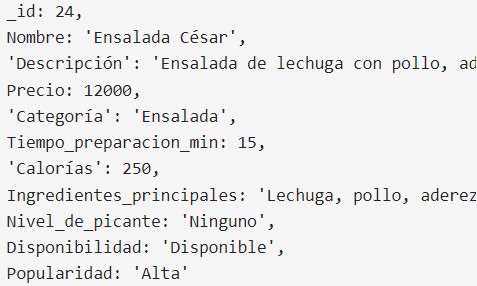 _id: 24,
Nombre: 'Ensalada César',
'Descripción': 'Ensalada de lechuga con pollo, ad
Precio: 12000,
'Categoría': 'Ensalada',
Tiempo_preparacion_min: 15,
'Calorías': 250,
Ingredientes_principales: 'Lechuga, pollo, aderez
Nivel_de_picante: 'Ninguno',
Disponibilidad: 'Disponible',
Popularidad: 'Alta'